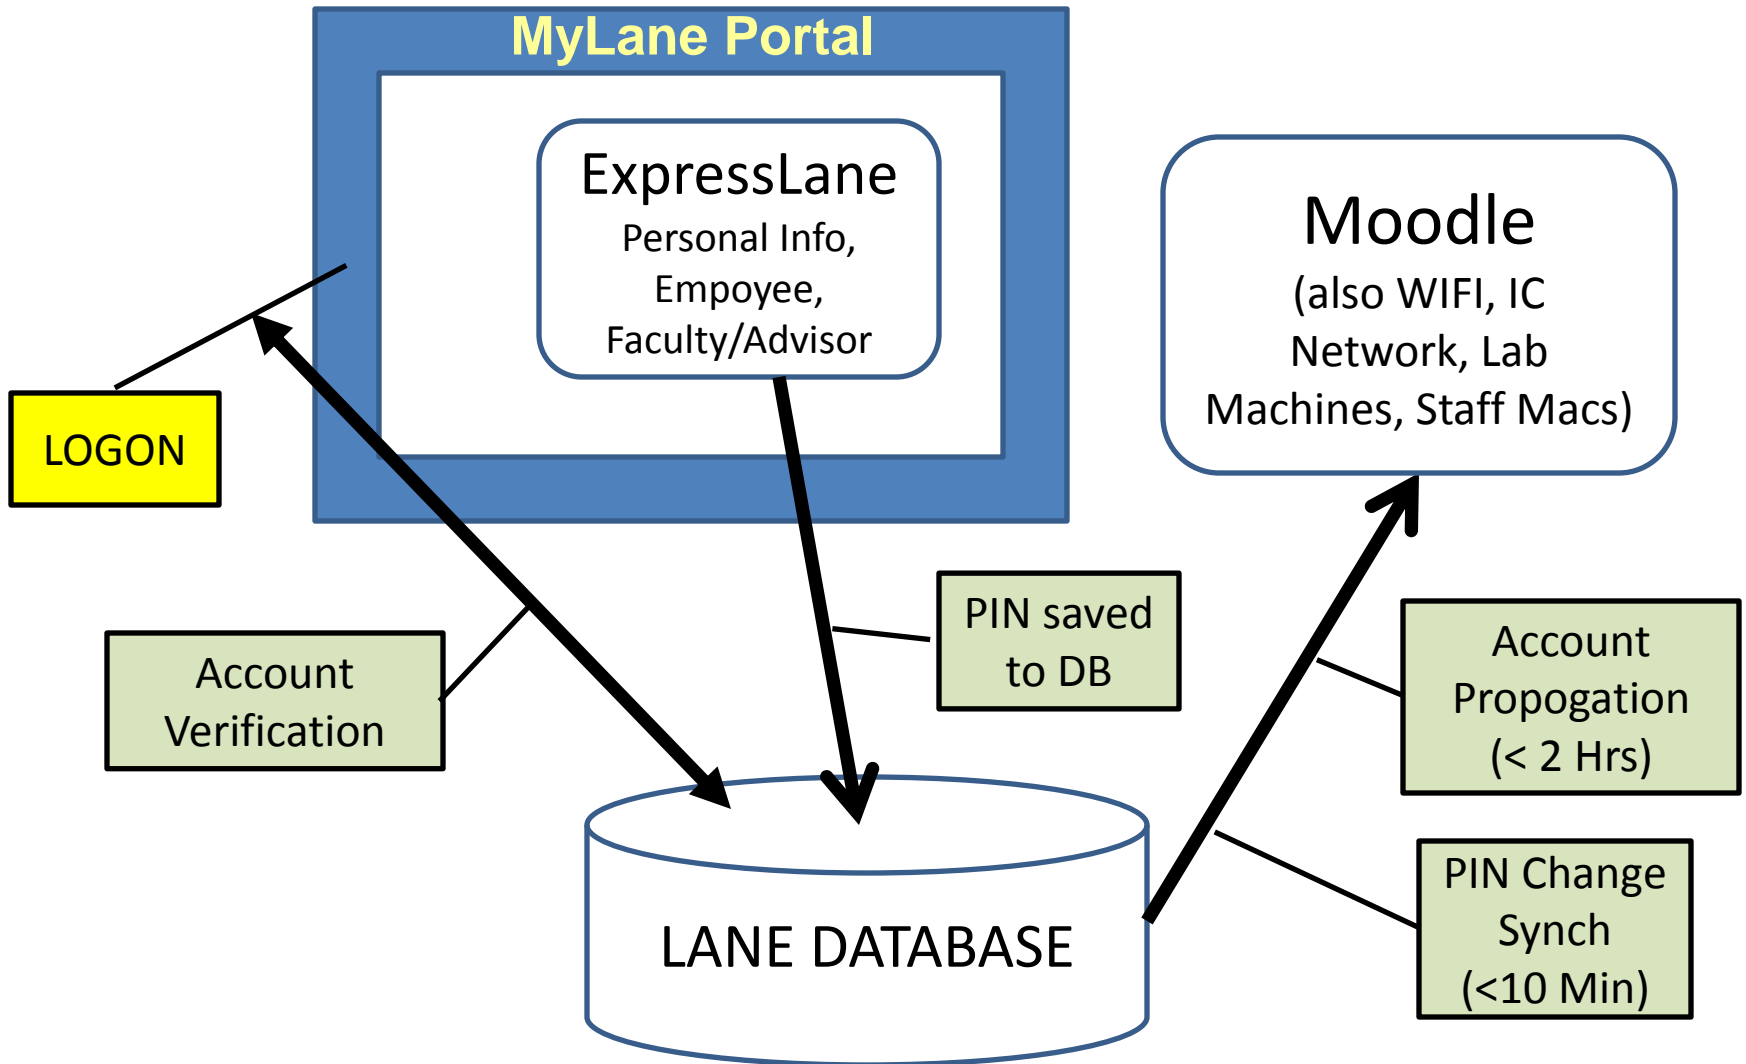 MyLane Portal
ExpressLane
Personal Info,
Empoyee,
Faculty/Advisor
Moodle
(also WIFI, IC
Network, Lab
Machines, Staff Macs)
LOGON
Account
Verification
PIN saved
to DB
Account
Propogation
(< 2 Hrs)
PIN Change
Synch
(<10 Min)
LANE DATABASE